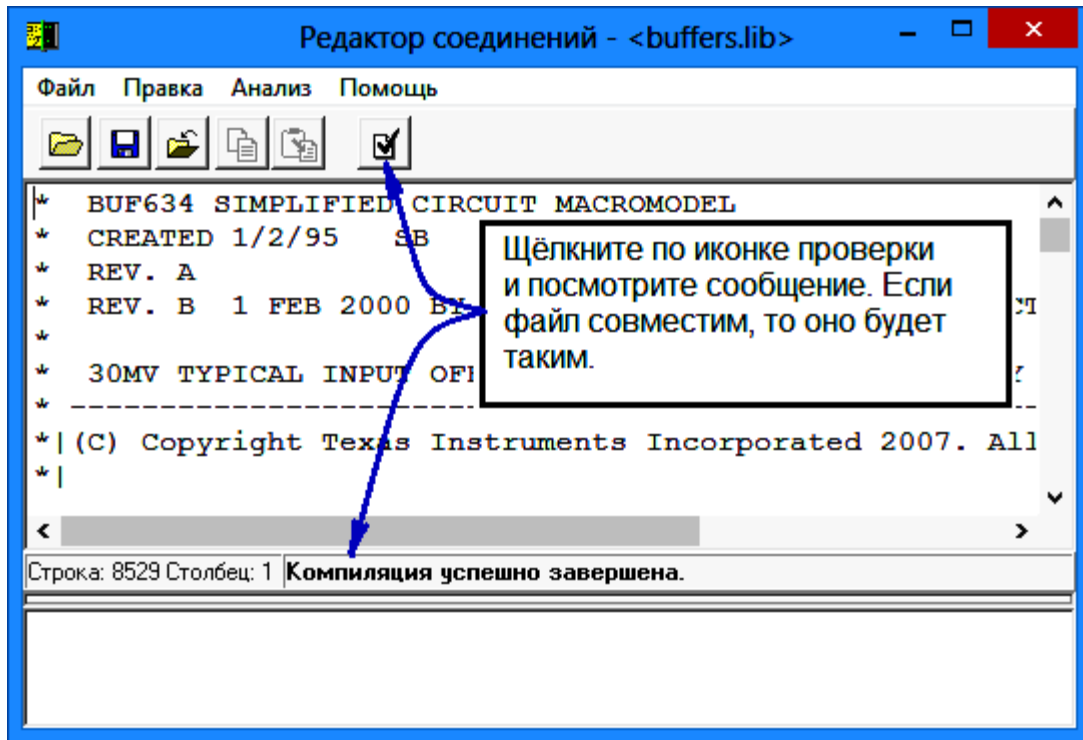 Редактор соединений - <buffers.lib>
Файл Правка Анализ Помощь
* BUF634 SIMPLIFIED CIRCUIT MACROMODEL
* CREATED 1/2/95 SB
* REV. A
* REV. B 1 FEB 2000 BY
*
* 30MV TYPICAL INPUT
* ----------------------------------------
*|(C) Copyright Texas Instruments Incorporated 2007. All
*|
Щёлкните по иконке проверки
и посмотрите сообщение. Если
файл совместим, то оно будет
таким.
Строка: 8529 Столбец: 1 Компиляция успешно завершена.